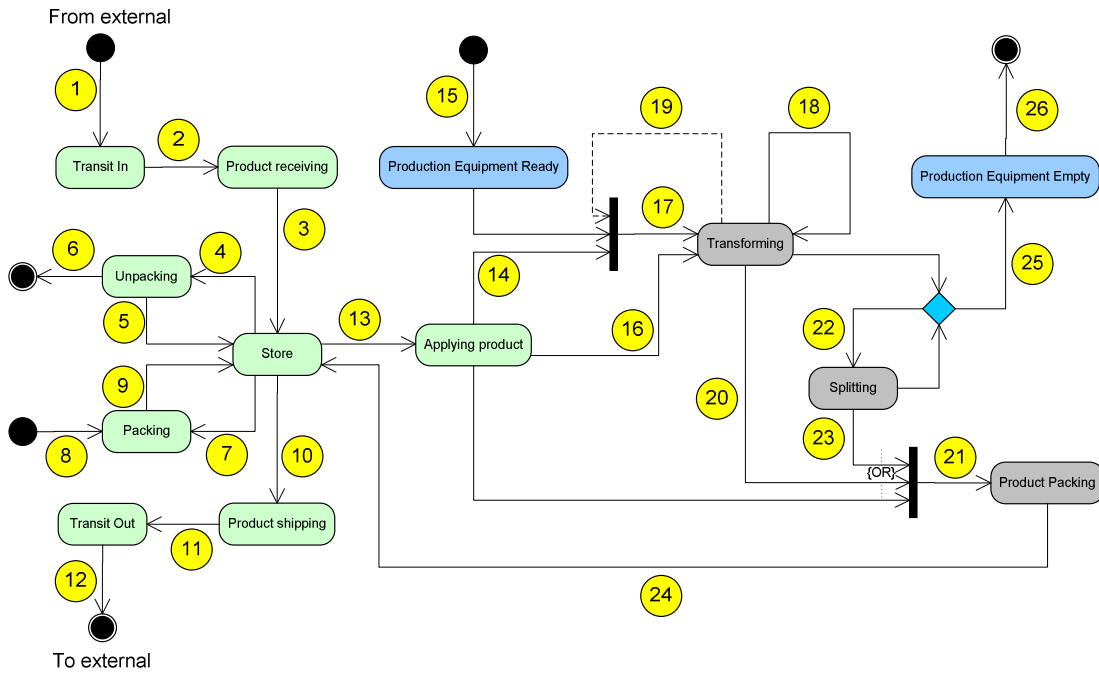 From external
1
15
26
19
18
2
Transit In
Product receiving
Production Equipment Ready
Production Equipment Empty
17
3
Transforming
6
4
Unpacking
14
25
5
13
16
22
Store
Applying product
9
Splitting
20
Packing
23
8
7
10
21
{OR}
Product Packing
Transit Out
Product shipping
11
12
24
To external